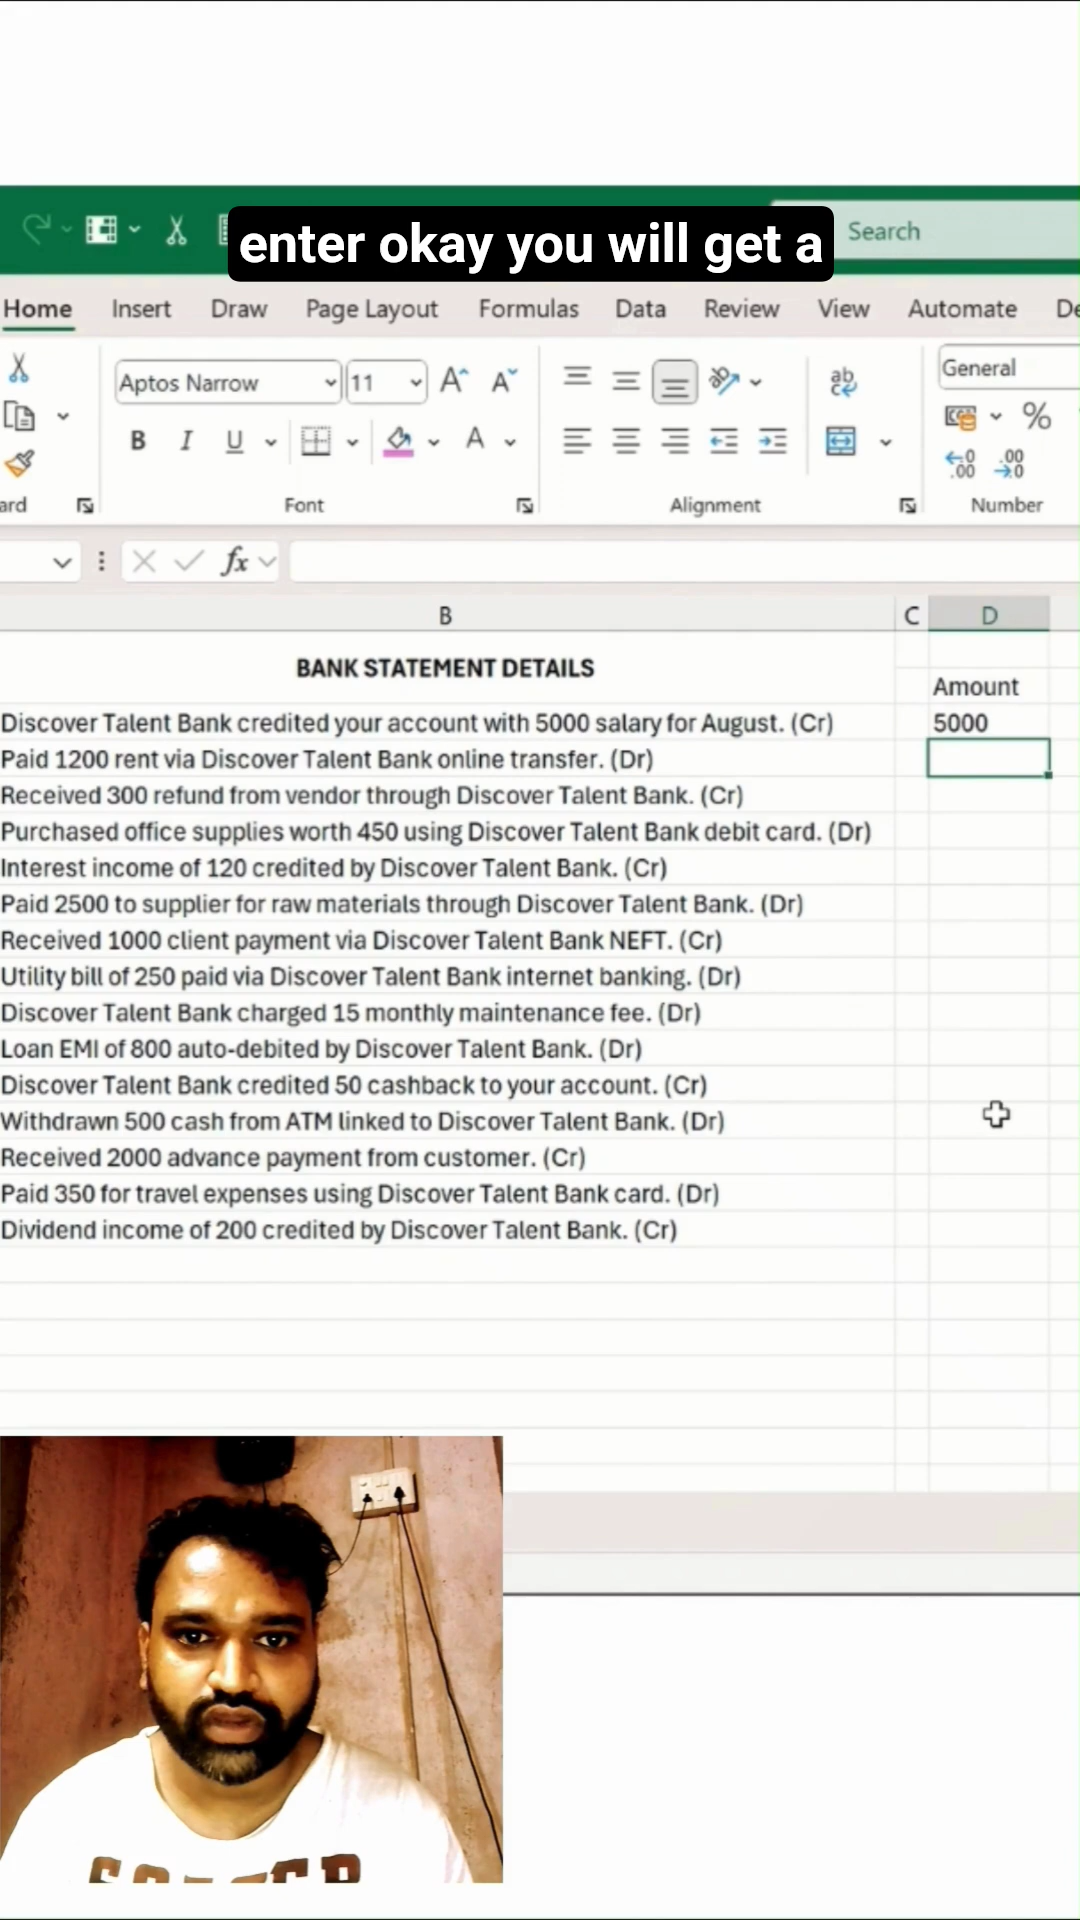 enter okay you will get a
Search
Home Insert Draw Page Layout Formulas Data Review View Automate De
Aptos Narrow 11 General
B I U A %
ard Font Alignment Number
fx
B C D
BANK STATEMENT DETAILS
Amount
Discover Talent Bank credited your account with 5000 salary for August. (Cr) 5000
Paid 1200 rent via Discover Talent Bank online transfer. (Dr)
Received 300 refund from vendor through Discover Talent Bank. (Cr)
Purchased office supplies worth 450 using Discover Talent Bank debit card. (Dr)
Interest income of 120 credited by Discover Talent Bank. (Cr)
Paid 2500 to supplier for raw materials through Discover Talent Bank. (Dr)
Received 1000 client payment via Discover Talent Bank NEFT. (Cr)
Utility bill of 250 paid via Discover Talent Bank internet banking. (Dr)
Discover Talent Bank charged 15 monthly maintenance fee. (Dr)
Loan EMI of 800 auto-debited by Discover Talent Bank. (Dr)
Discover Talent Bank credited 50 cashback to your account. (Cr)
Withdrawn 500 cash from ATM linked to Discover Talent Bank. (Dr)
Received 2000 advance payment from customer. (Cr)
Paid 350 for travel expenses using Discover Talent Bank card. (Dr)
Dividend income of 200 credited by Discover Talent Bank. (Cr)